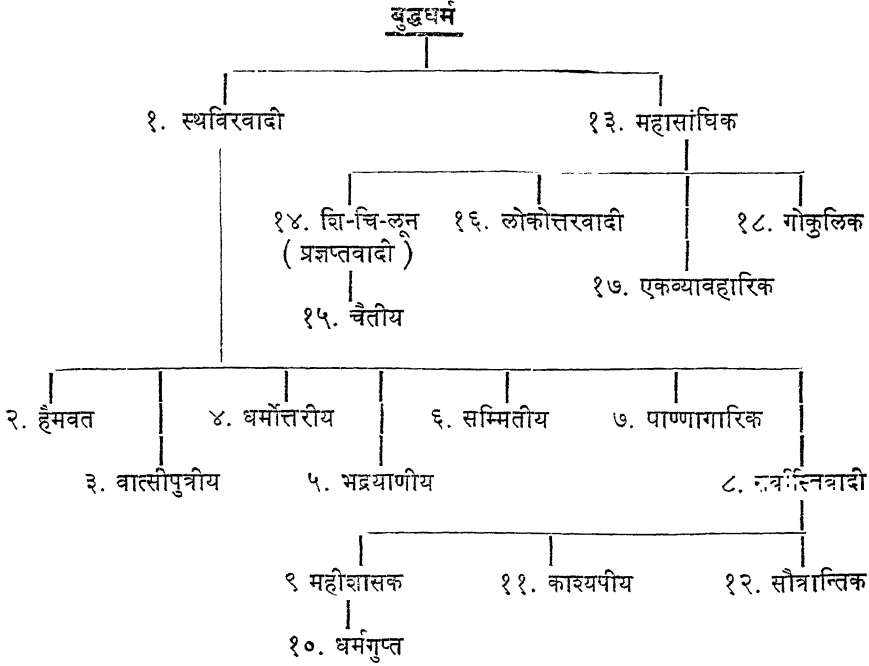 बुद्धधर्म
१. स्थविरवादी
१३. महासांघिक
१४. शि-चि-लून
( प्रज्ञप्तवादी )
१६. लोकोत्तरवादी
१८. गोकुलिक
१७. एकव्यावहारिक
१५. चैतीय
२. हैमवत
४. धर्मोत्तरीय
६. सम्मितीय
७. पाण्णागारिक
३. वात्सीपुत्रीय
५. भद्रयाणीय
८.
९ महीशासक
११. काश्यपीय
१२. सौत्रान्तिक
१०. धर्मगुप्त